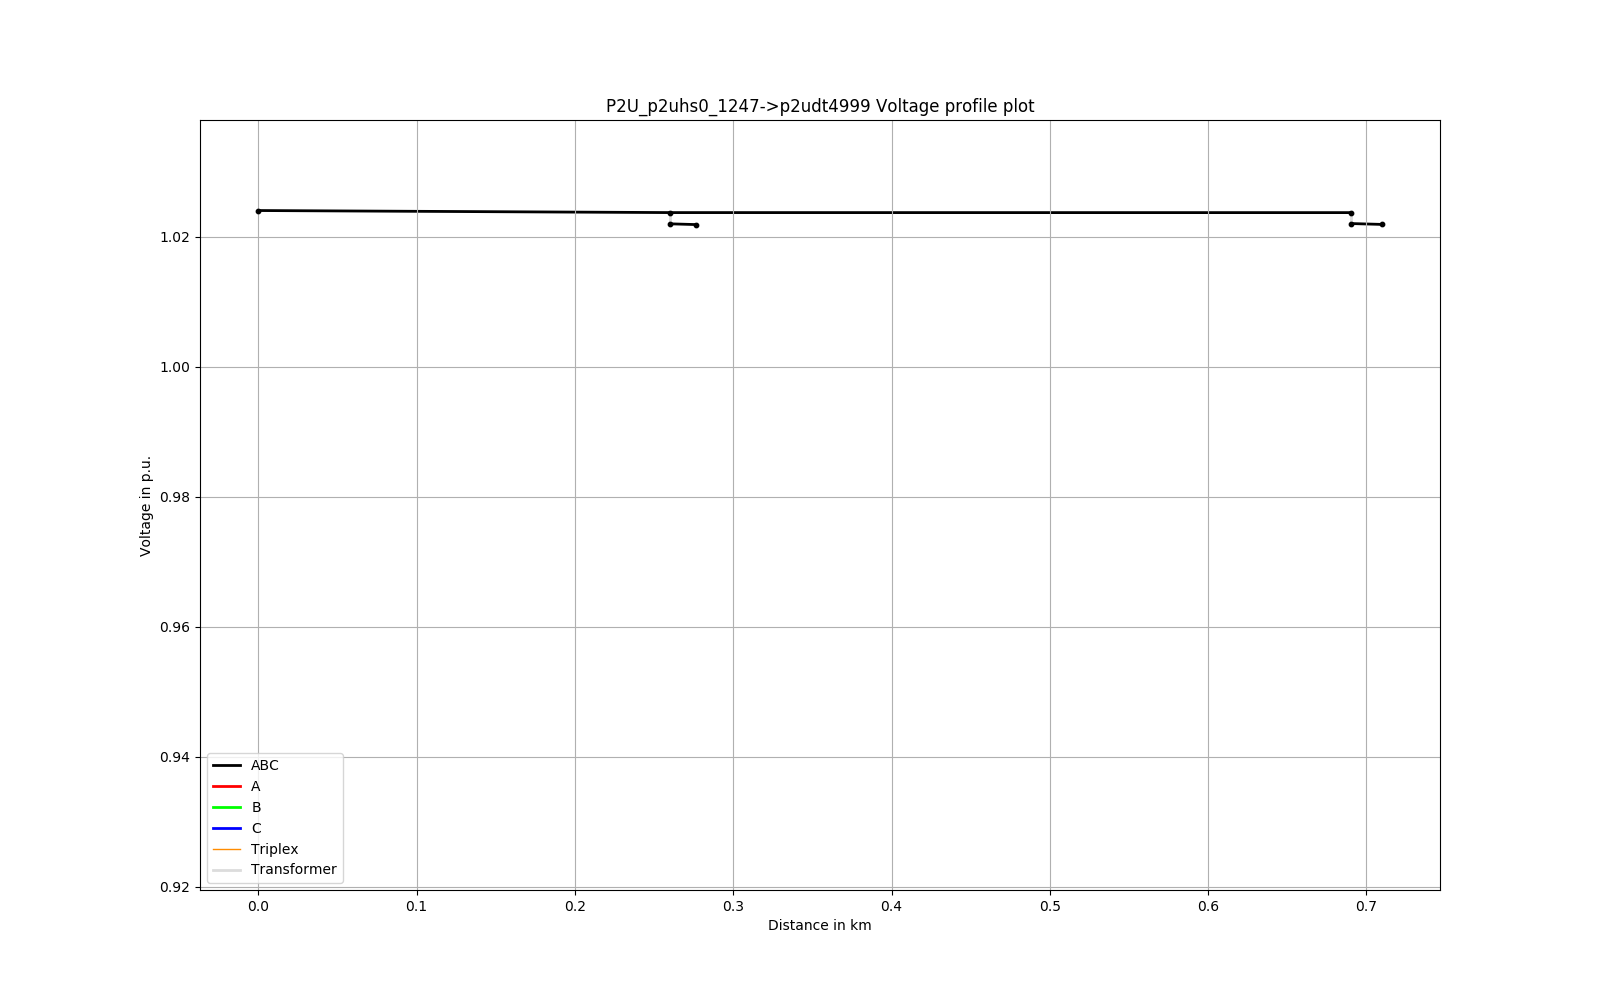 P2U_p2uhs0_1247->p2udt4999 Voltage profile plot
Voltage in p.u.
1.02
1.00
0.98
0.96
0.94
0.92
ABC
A
B
C
Triplex
Transformer
0.0 0.1 0.2 0.3 0.4 0.5 0.6 0.7
Distance in km